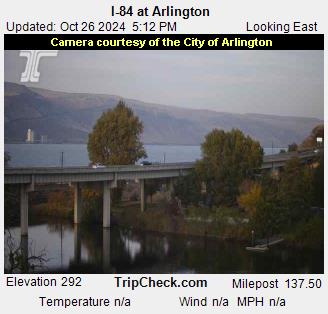 I-84 at Arlington
Updated: Oct 26 2024 5:12 PM Looking East
Camera courtesy of the City of Arlington
Elevation 292 TripCheck.com Milepost 137.50
Temperature n/a Wind n/a MPH n/a